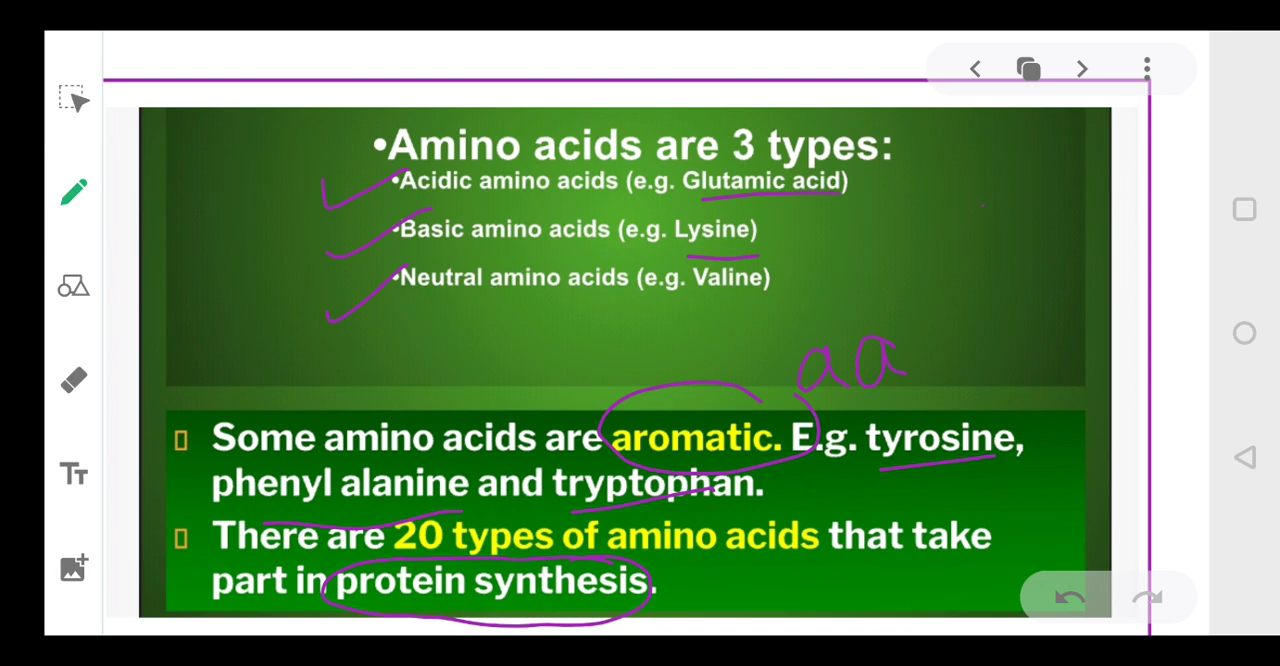 •Amino acids are 3 types:
•Acidic amino acids (e.g. Glutamic acid)
•Basic amino acids (e.g. Lysine)
•Neutral amino acids (e.g. Valine)
aa
Some amino acids are aromatic. E.g. tyrosine,
phenyl alanine and tryptophan.
There are 20 types of amino acids that take
part in protein synthesis.
TT